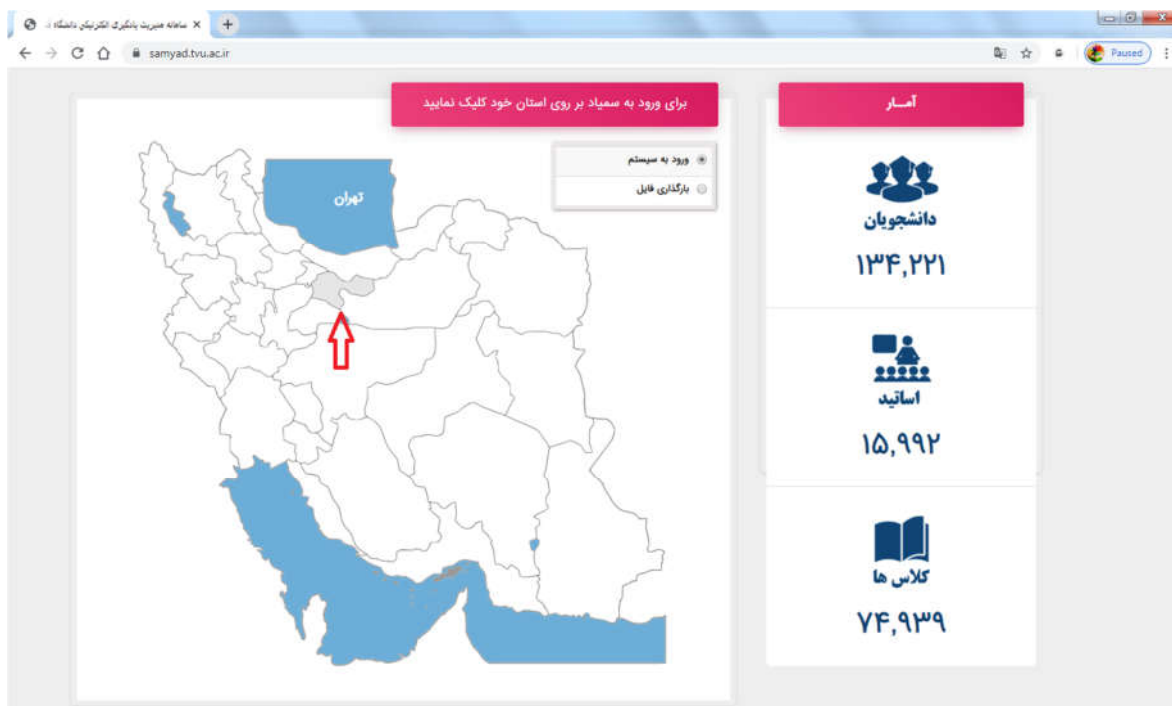 سامانه مدیریت یادگیری الکترونیکی دانشگاه
samyad.tvu.ac.ir
Paused
برای ورود به سمیاد بر روی استان خود کلیک نمایید
ورود به سیستم
بارگذاری فایل
تهران
آمــار
دانشجویان
۱۳۴,۲۲۱
اساتید
۱۵,۹۹۲
کلاس ها
۷۴,۹۳۹